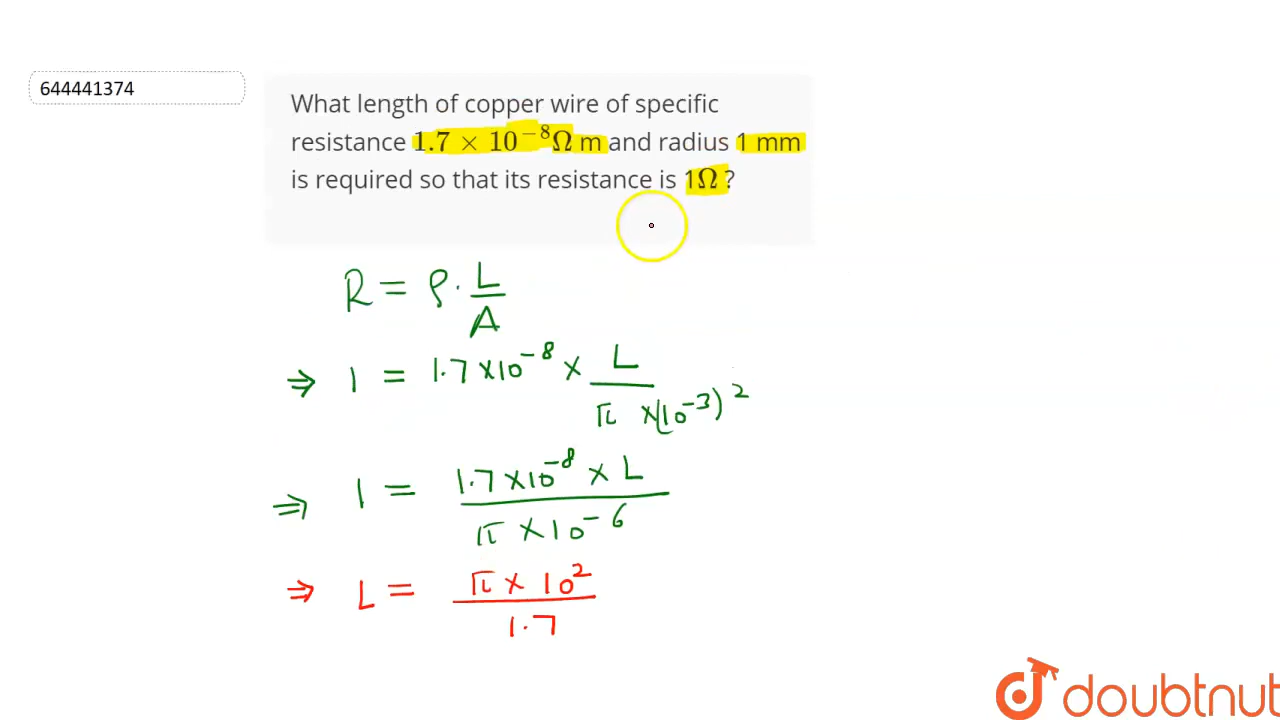 644441374
What length of copper wire of specific
resistance 1.7 × 10⁻⁸Ω m and radius 1 mm
is required so that its resistance is 1Ω ?
R = ρ · L/A
⇒ 1 = 1.7 × 10⁻⁸ × L/(π × (10⁻³)²)
⇒ 1 = (1.7 × 10⁻⁸ × L)/(π × 10⁻⁶)
⇒ L = (π × 10²)/1.7
doubtnut